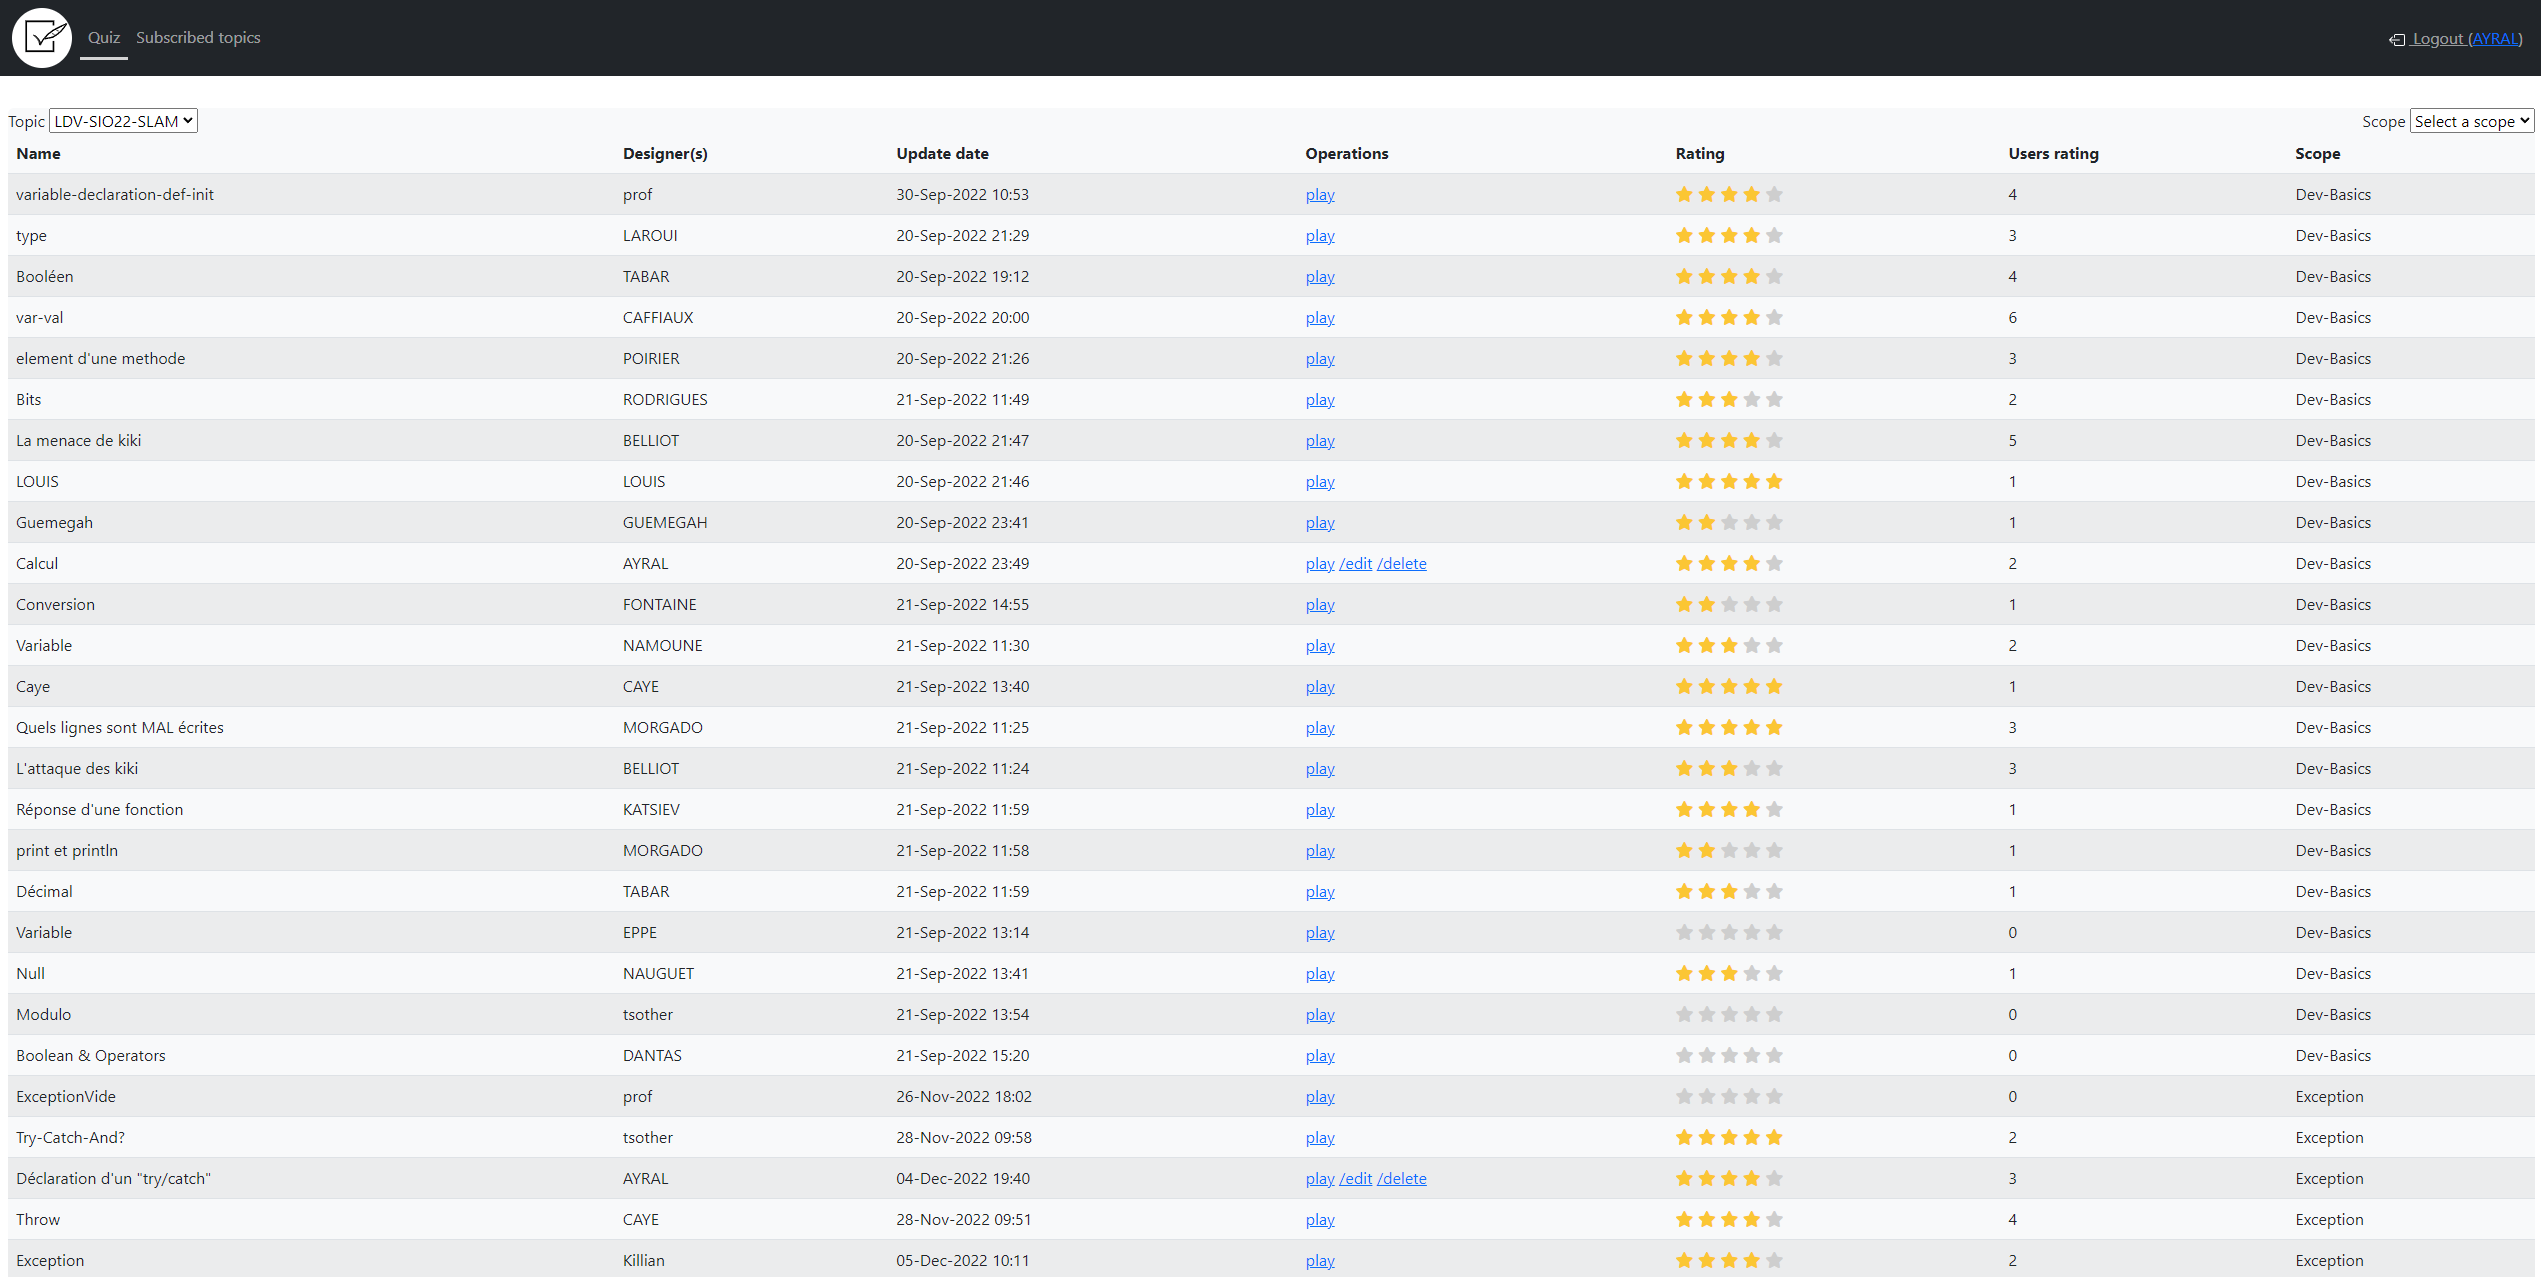 Quiz Subscribed topics Logout (AYRAL)
Topic LDV-SIO22-SLAM Scope Select a scope
Name Designer(s) Update date Operations Rating Users rating Scope
variable-declaration-def-init prof 30-Sep-2022 10:53 play 4 Dev-Basics
type LAROUI 20-Sep-2022 21:29 play 3 Dev-Basics
Booléen TABAR 20-Sep-2022 19:12 play 4 Dev-Basics
var-val CAFFIAUX 20-Sep-2022 20:00 play 6 Dev-Basics
element d'une methode POIRIER 20-Sep-2022 21:26 play 3 Dev-Basics
Bits RODRIGUES 21-Sep-2022 11:49 play 2 Dev-Basics
La menace de kiki BELLIOT 20-Sep-2022 21:47 play 5 Dev-Basics
LOUIS LOUIS 20-Sep-2022 21:46 play 1 Dev-Basics
Guemegah GUEMEGAH 20-Sep-2022 23:41 play 1 Dev-Basics
Calcul AYRAL 20-Sep-2022 23:49 play /edit /delete 2 Dev-Basics
Conversion FONTAINE 21-Sep-2022 14:55 play 1 Dev-Basics
Variable NAMOUNE 21-Sep-2022 11:30 play 2 Dev-Basics
Caye CAYE 21-Sep-2022 13:40 play 1 Dev-Basics
Quels lignes sont MAL écrites MORGADO 21-Sep-2022 11:25 play 3 Dev-Basics
L'attaque des kiki BELLIOT 21-Sep-2022 11:24 play 3 Dev-Basics
Réponse d'une fonction KATSIEV 21-Sep-2022 11:59 play 1 Dev-Basics
print et println MORGADO 21-Sep-2022 11:58 play 1 Dev-Basics
Décimal TABAR 21-Sep-2022 11:59 play 1 Dev-Basics
Variable EPPE 21-Sep-2022 13:14 play 0 Dev-Basics
Null NAUGUET 21-Sep-2022 13:41 play 1 Dev-Basics
Modulo tsother 21-Sep-2022 13:54 play 0 Dev-Basics
Boolean & Operators DANTAS 21-Sep-2022 15:20 play 0 Dev-Basics
ExceptionVide prof 26-Nov-2022 18:02 play 0 Exception
Try-Catch-And? tsother 28-Nov-2022 09:58 play 2 Exception
Déclaration d'un "try/catch" AYRAL 04-Dec-2022 19:40 play /edit /delete 3 Exception
Throw CAYE 28-Nov-2022 09:51 play 4 Exception
Exception Killian 05-Dec-2022 10:11 play 2 Exception